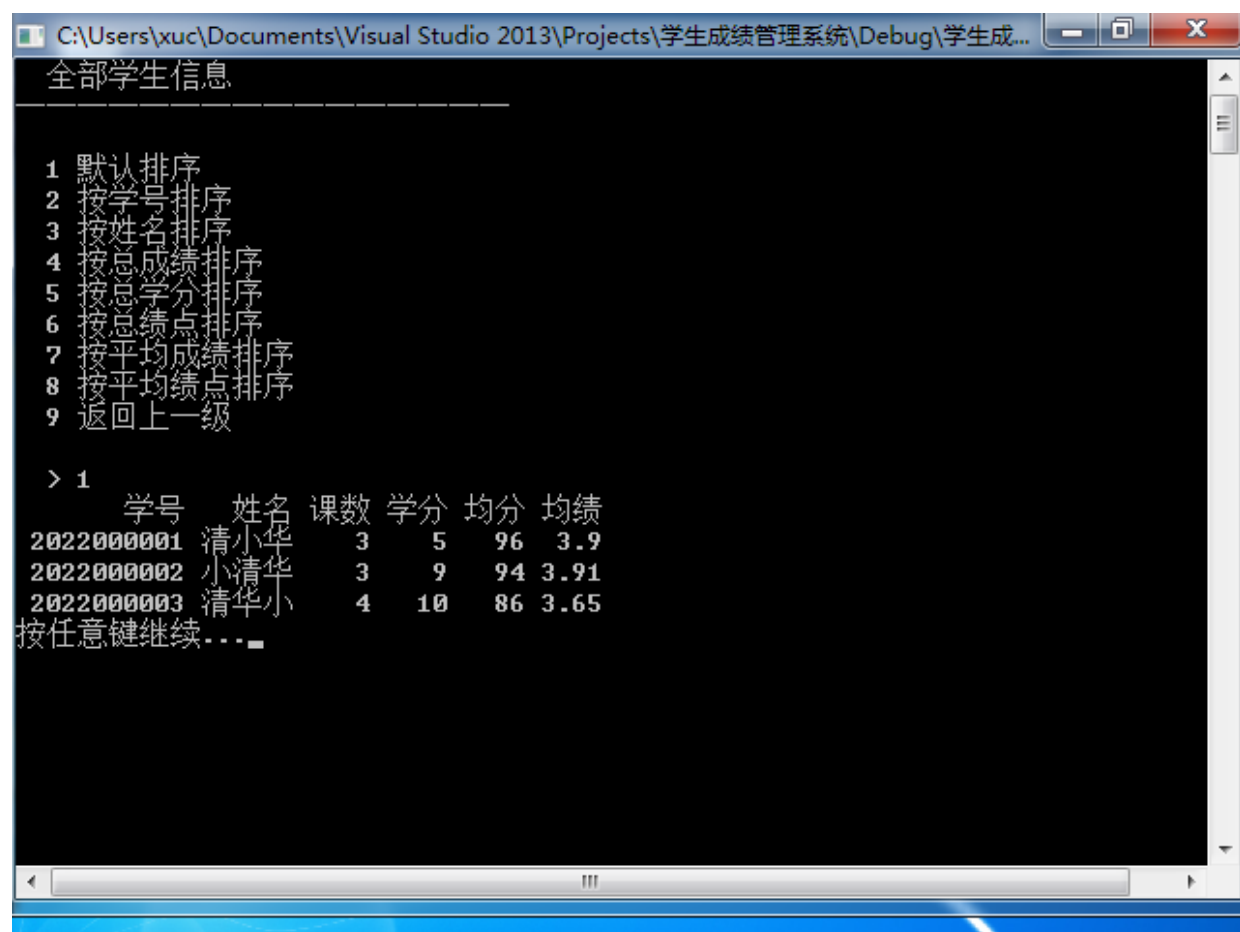 C:\Users\xuc\Documents\Visual Studio 2013\Projects\学生成绩管理系统\Debug\学生成...
全部学生信息
————————————————
1 默认排序
2 按学号排序
3 按姓名排序
4 按总成绩排序
5 按总学分排序
6 按总绩点排序
7 按平均成绩排序
8 按平均绩点排序
9 返回上一级
> 1
学号 姓名 课数 学分 均分 均绩
2022000001 清小华 3 5 96 3.9
2022000002 小清华 3 9 94 3.91
2022000003 清华小 4 10 86 3.65
按任意键继续...